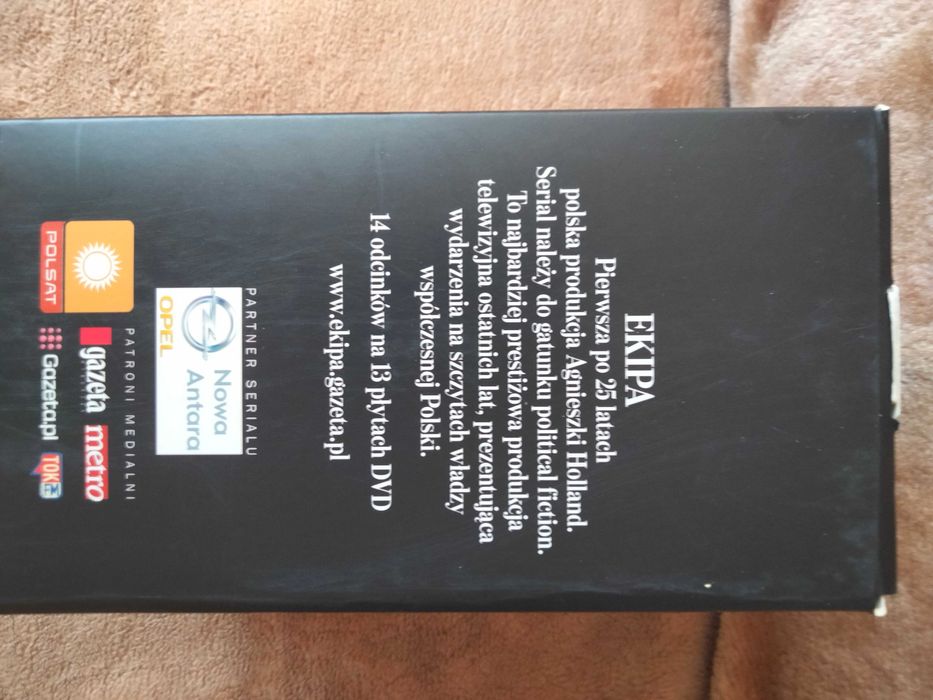 EKIPA
Pierwsza po 25 latach
polska produkcja Agnieszki Holland.
Serial należy do gatunku political fiction.
To najbardziej prestiżowa produkcja
telewizyjna ostatnich lat, prezentująca
wydarzenia na szczytach władzy
współczesnej Polski.
14 odcinków na 13 płytach DVD
www.ekipa.gazeta.pl
PARTNER SERIALU
OPEL
Nowa
Antara
PATRONI MEDIALNI
POLSAT
gazeta
metro
Gazeta.pl
TOK